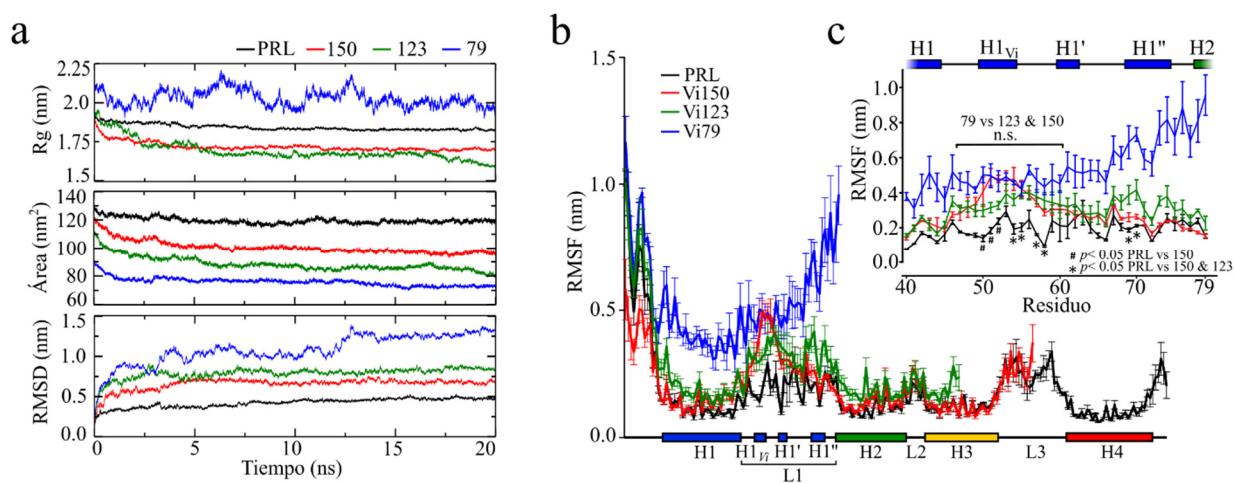 a
PRL 150 123 79
2.25
2.0
1.75
1.5
Rg (nm)
140
120
100
80
60
Área (nm²)
1.5
1.0
0.5
0.0
RMSD (nm)
0 5 10 15 20
Tiempo (ns)
b
1.5
1.0
0.5
0.0
RMSF (nm)
PRL
Vi150
Vi123
Vi79
H1 H1Vi H1' H1" H2 L2 H3 L3 H4
L1
c
H1 H1Vi H1' H1" H2
1.0
0.8
0.6
0.4
0.2
0.0
RMSF (nm)
79 vs 123 & 150
n.s.
# # # * * * * * *
# p< 0.05 PRL vs 150
* p< 0.05 PRL vs 150 & 123
40 50 60 70 79
Residuo